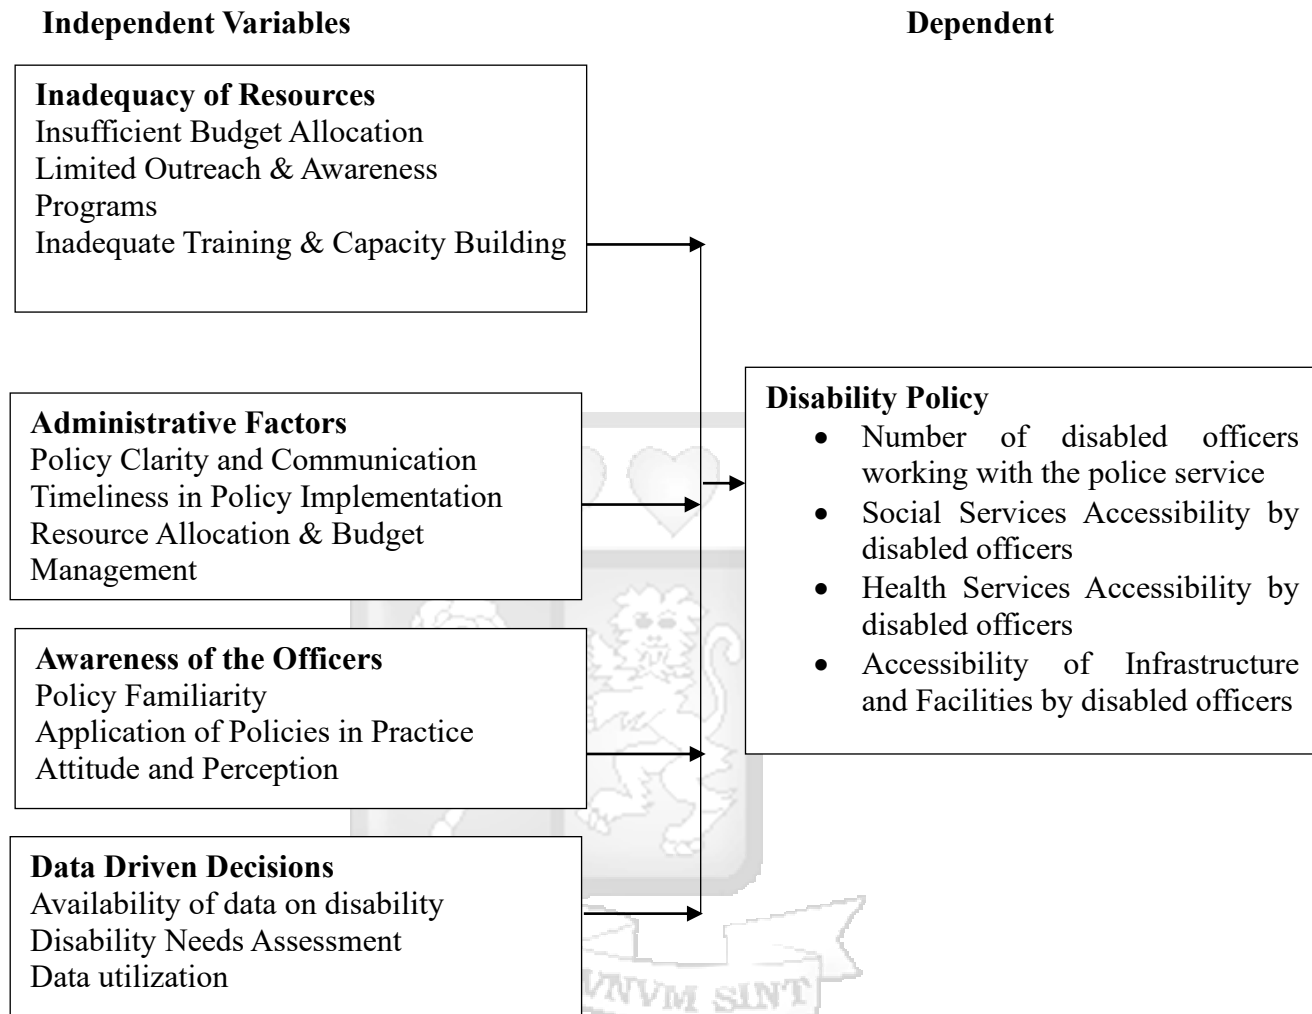 Independent Variables
Dependent
Inadequacy of Resources
Insufficient Budget Allocation
Limited Outreach & Awareness
Programs
Inadequate Training & Capacity Building
Administrative Factors
Policy Clarity and Communication
Timeliness in Policy Implementation
Resource Allocation & Budget
Management
Awareness of the Officers
Policy Familiarity
Application of Policies in Practice
Attitude and Perception
Data Driven Decisions
Availability of data on disability
Disability Needs Assessment
Data utilization
Disability Policy
• Number of disabled officers
working with the police service
• Social Services Accessibility by
disabled officers
• Health Services Accessibility by
disabled officers
• Accessibility of Infrastructure
and Facilities by disabled officers
VNVM SINT